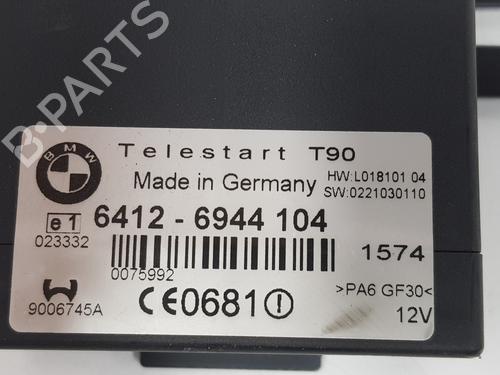 B-PARTS
BMW
Telestart T90
Made in Germany
HW:L018101 04
SW:0221030110
e1
6412 - 6944 104
023332
0075992
1574
9006745A
CE0681
>PA6 GF30<
12V